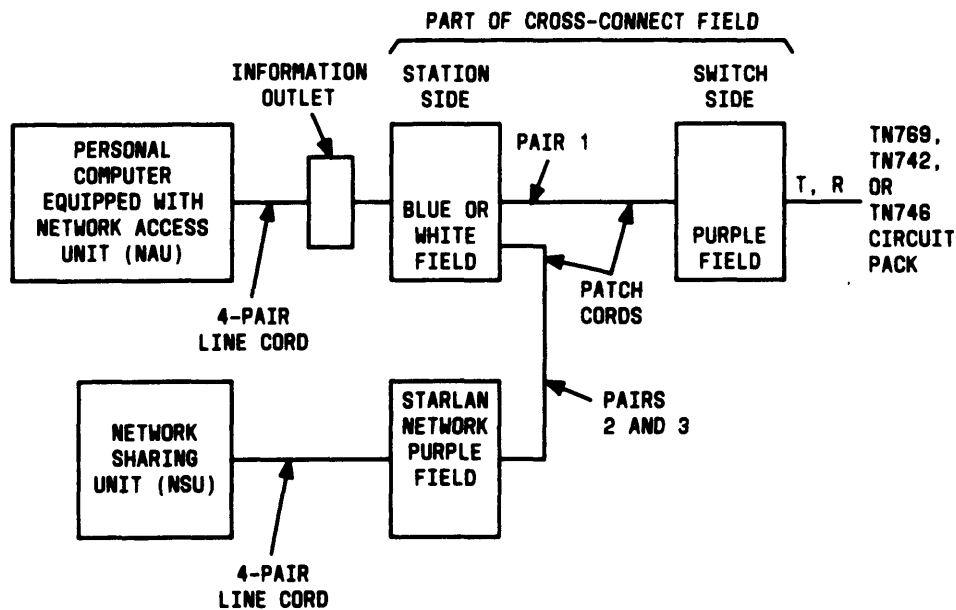 PART OF CROSS-CONNECT FIELD
INFORMATION
OUTLET
STATION
SIDE
SWITCH
SIDE
PERSONAL
COMPUTER
EQUIPPED WITH
NETWORK ACCESS
UNIT (NAU)
BLUE OR
WHITE
FIELD
PAIR 1
PURPLE
FIELD
T, R
TN769,
TN742,
OR
TN746
CIRCUIT
PACK
4-PAIR
LINE CORD
PATCH
CORDS
NETWORK
SHARING
UNIT (NSU)
STARLAN
NETWORK
PURPLE
FIELD
PAIRS
2 AND 3
4-PAIR
LINE CORD